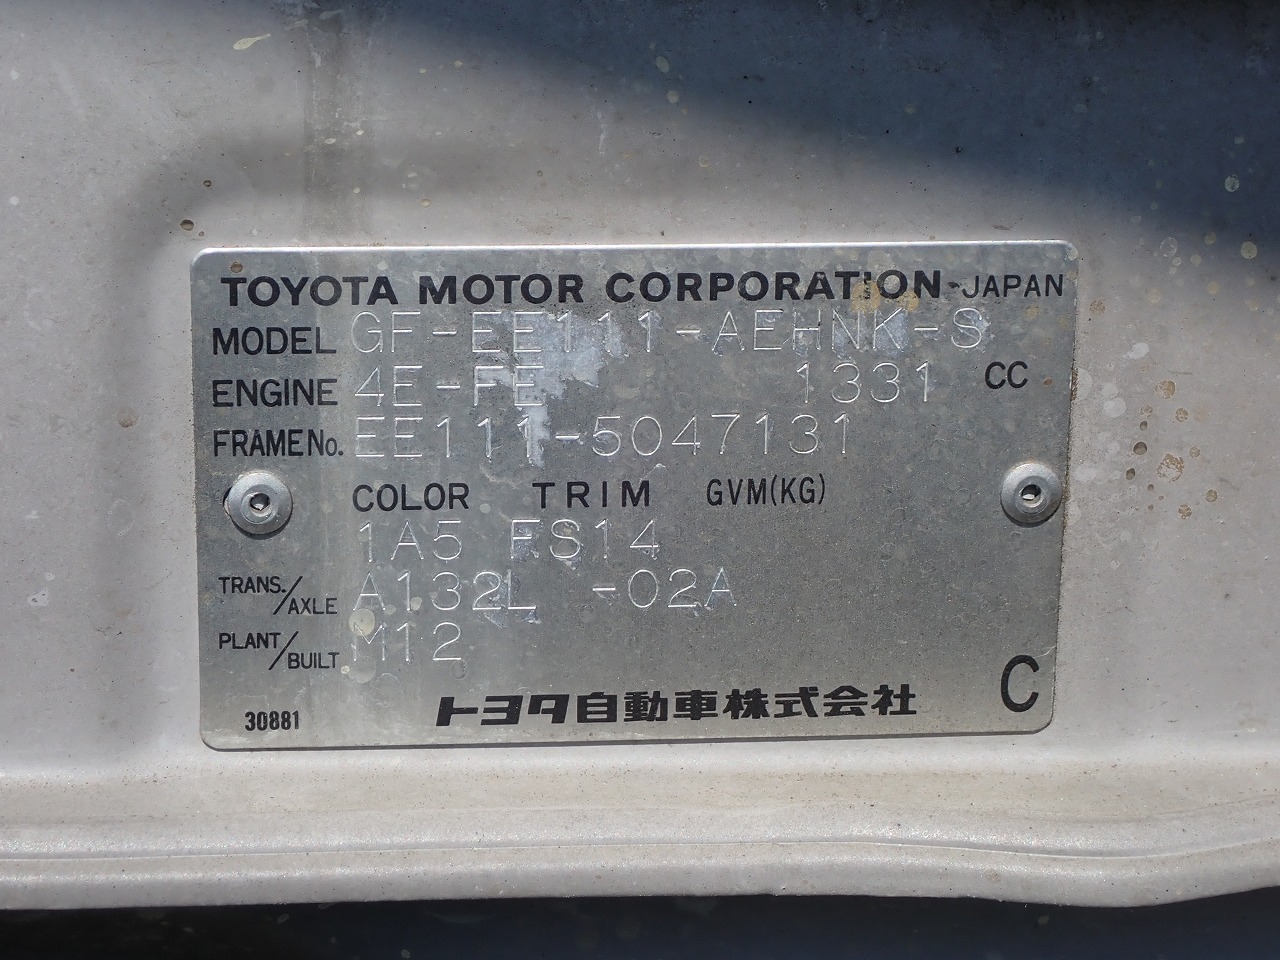 TOYOTA MOTOR CORPORATION-JAPAN
MODEL GF-EE111-AEHNK-S
ENGINE 4E-FE 1331 CC
FRAME No. EE111-5047131
COLOR TRIM GVM(KG)
1A5 FS14
TRANS./AXLE A132L -02A
PLANT/BUILT M12
30881 トヨタ自動車株式会社 C